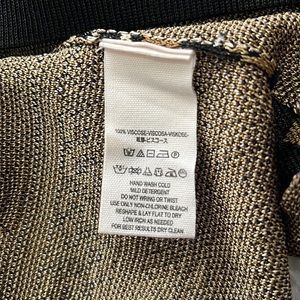 100% VISCOSE-VISCOSA-VISKOSE-
HAND WASH COLD
MILD DETERGENT
DO NOT WRING OR TWIST
USE ONLY NON-CHLORINE BLEACH
RESHAPE & LAY FLAT TO DRY
LOW IRON AS NEEDED
FOR BEST RESULTS DRY CLEAN